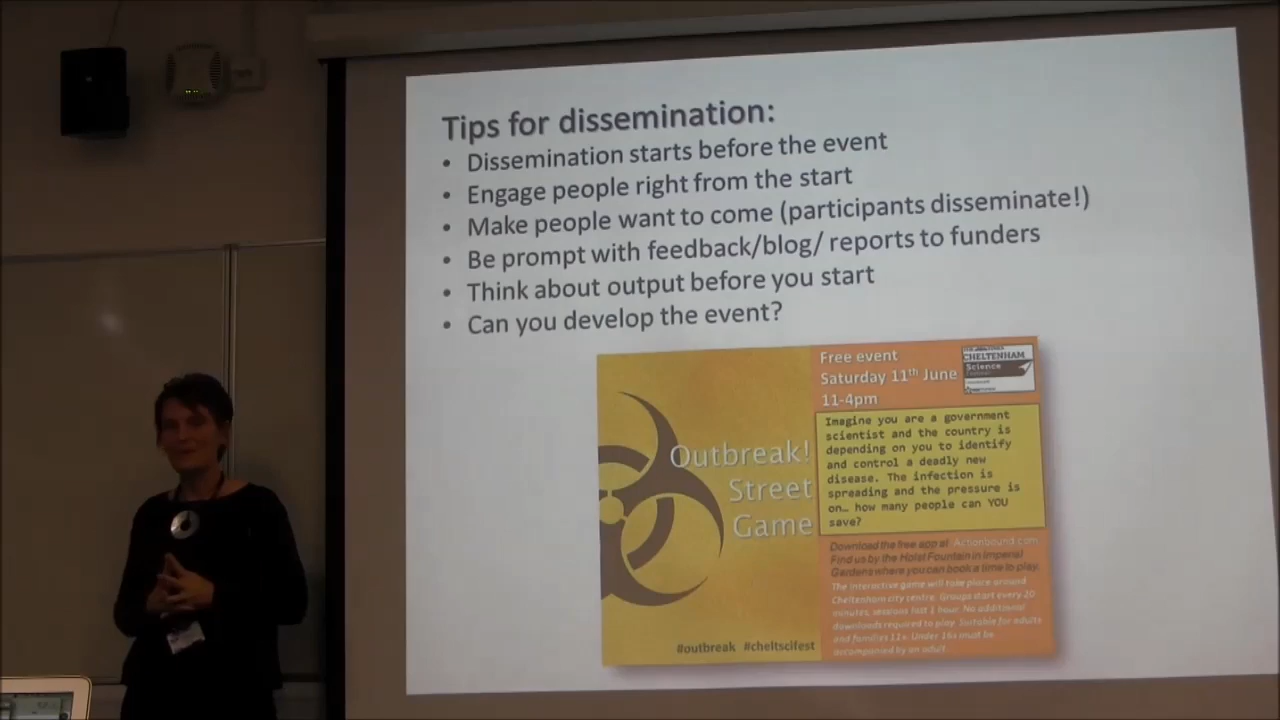 Tips for dissemination:
• Dissemination starts before the event
• Engage people right from the start
• Make people want to come (participants disseminate!)
• Be prompt with feedback/blog/ reports to funders
• Think about output before you start
• Can you develop the event?
Outbreak!
Street
Game
#outbreak #cheltscifest
Free event
Saturday 11th June
11-4pm
CHELTENHAM
Science
Imagine you are a government
scientist and the country is
depending on you to identify
and control a deadly new
disease. The infection is
spreading and the pressure is
on… how many people can YOU
save?
Download the free app at Actionbound.com
Find us by the Holst Fountain in Imperial
Gardens where you can book a time to play.
The interactive game will take place around
Cheltenham city centre. Groups start every 20
minutes, sessions last 1 hour. No additional
downloads required to play. Suitable for adults
and families 11+. Under 16s must be
accompanied by an adult.